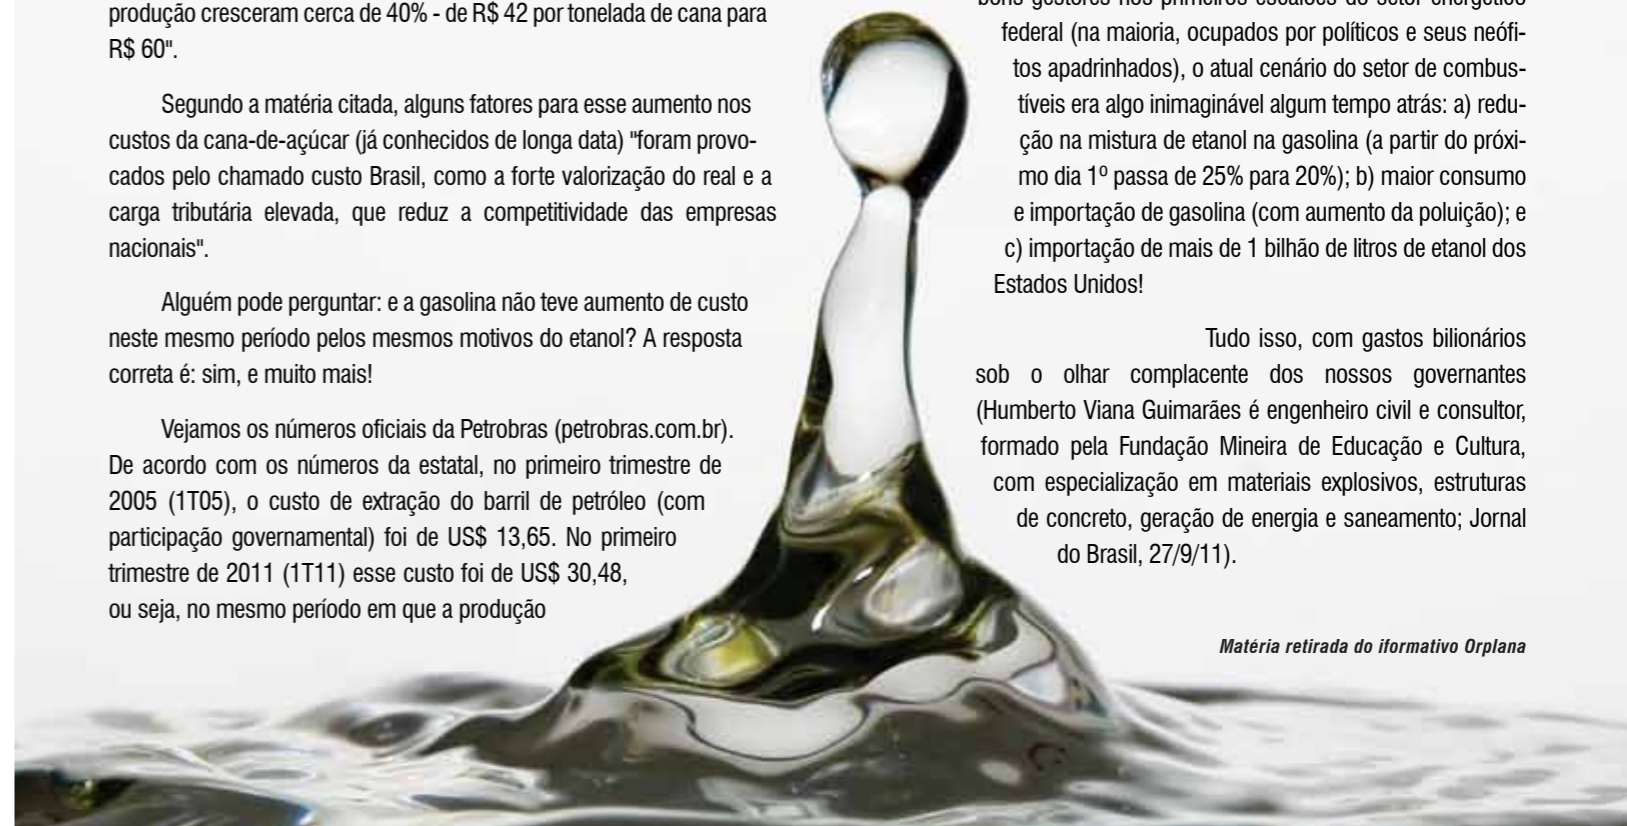 produção cresceram cerca de 40% - de R$ 42 por tonelada de cana para
R$ 60".
Segundo a matéria citada, alguns fatores para esse aumento nos
custos da cana-de-açúcar (já conhecidos de longa data) "foram provo-
cados pelo chamado custo Brasil, como a forte valorização do real e a
carga tributária elevada, que reduz a competitividade das empresas
nacionais".
Alguém pode perguntar: e a gasolina não teve aumento de custo
neste mesmo período pelos mesmos motivos do etanol? A resposta
correta é: sim, e muito mais!
Vejamos os números oficiais da Petrobras (petrobras.com.br).
De acordo com os números da estatal, no primeiro trimestre de
2005 (1T05), o custo de extração do barril de petróleo (com
participação governamental) foi de US$ 13,65. No primeiro
trimestre de 2011 (1T11) esse custo foi de US$ 30,48,
ou seja, no mesmo período em que a produção
bons gestores nos primeiros escalões do setor energético
federal (na maioria, ocupados por políticos e seus neófi-
tos apadrinhados), o atual cenário do setor de combus-
tíveis era algo inimaginável algum tempo atrás: a) redu-
ção na mistura de etanol na gasolina (a partir do próxi-
mo dia 1º passa de 25% para 20%); b) maior consumo
e importação de gasolina (com aumento da poluição); e
c) importação de mais de 1 bilhão de litros de etanol dos
Estados Unidos!
Tudo isso, com gastos bilionários
sob o olhar complacente dos nossos governantes
(Humberto Viana Guimarães é engenheiro civil e consultor,
formado pela Fundação Mineira de Educação e Cultura,
com especialização em materiais explosivos, estruturas
de concreto, geração de energia e saneamento; Jornal
do Brasil, 27/9/11).
Matéria retirada do iformativo Orplana